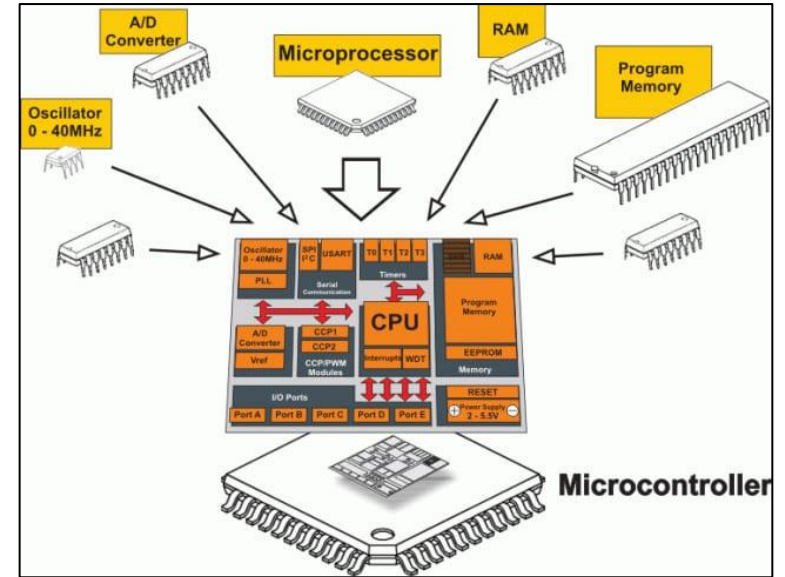 A/D
Converter
Microprocessor
RAM
Program
Memory
Oscillator
0 - 40MHz
Oscillator
0 - 40MHz
PLL
SPI
I²C
USART
Serial
Communication
T0 T1 T2 T3
Timers
RAM
Program
Memory
EEPROM
Memory
A/D
Converter
Vref
CCP1
CCP2
CCP/PWM
Modules
CPU
Interrupts
WDT
I/O Ports
Port A
Port B
Port C
Port D
Port E
RESET
Power Supply
2 - 5.5V
Microcontroller